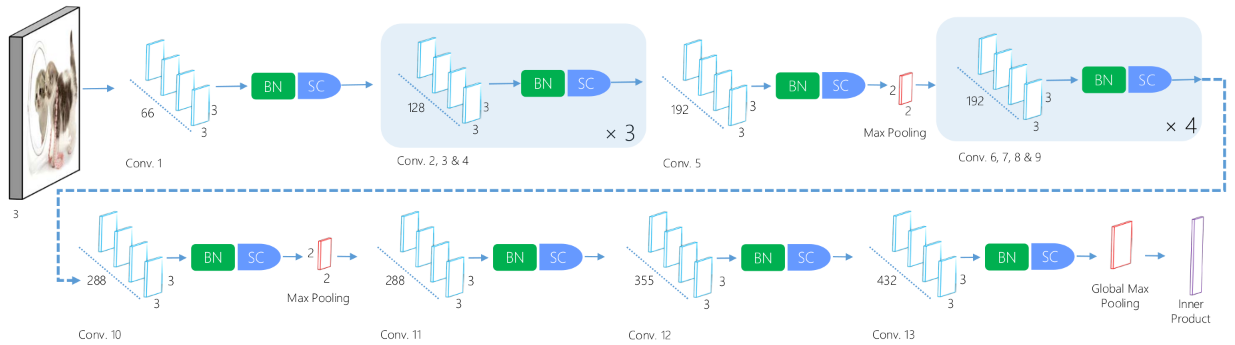 3
66
3
3
BN
SC
Conv. 1
128
3
3
BN
SC
× 3
Conv. 2, 3 & 4
192
3
3
BN
SC
Conv. 5
2
2
Max Pooling
192
3
3
BN
SC
× 4
Conv. 6, 7, 8 & 9
288
3
3
BN
SC
Conv. 10
2
2
Max Pooling
288
3
3
BN
SC
Conv. 11
355
3
3
BN
SC
Conv. 12
432
3
3
BN
SC
Conv. 13
Global Max
Pooling
Inner
Product